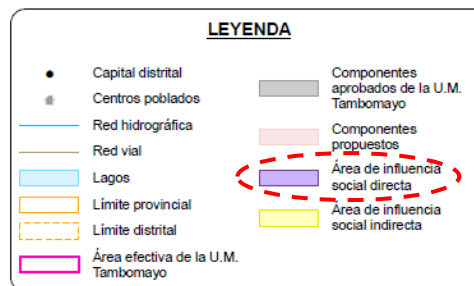 LEYENDA
Capital distrital
Centros poblados
Red hidrográfica
Red vial
Lagos
Límite provincial
Límite distrital
Área efectiva de la U.M.
Tambomayo
Componentes
aprobados de la U.M.
Tambomayo
Componentes
propuestos
Área de influencia
social directa
Área de influencia
social indirecta